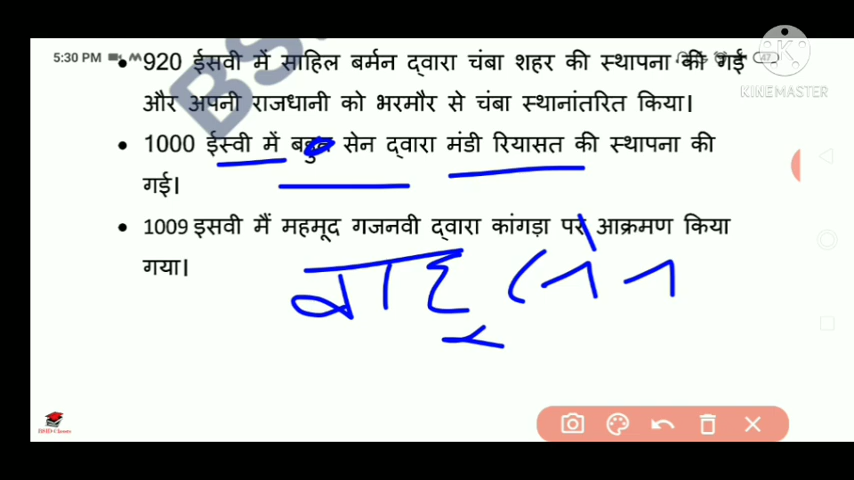 5:30 PM
47
KINEMASTER
• 920 ईसवी में साहिल बर्मन द्वारा चंबा शहर की स्थापना की गई
और अपनी राजधानी को भरमौर से चंबा स्थानांतरित किया।
• 1000 ईस्वी में सेन द्वारा मंडी रियासत की स्थापना की
गई।
• 1009 इसवी मैं महमूद गजनवी द्वारा कांगड़ा पर आक्रमण किया
गया।
बाहू सेन